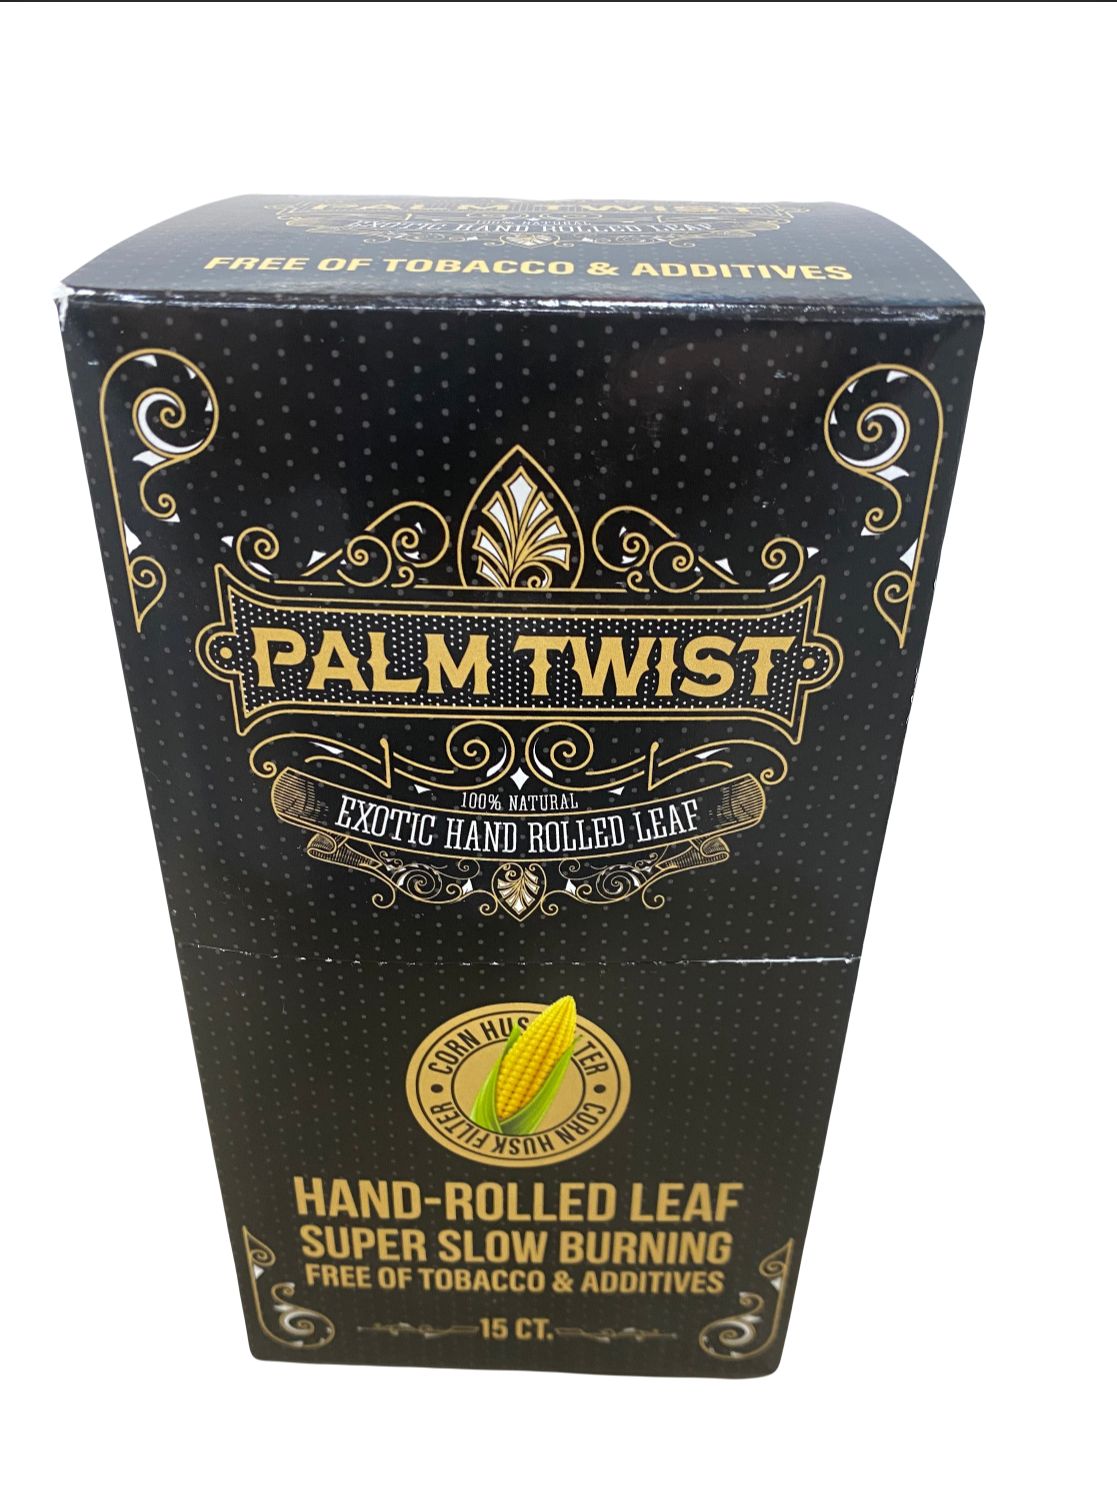 PALM TWIST
100% NATURAL
EXOTIC HAND ROLLED LEAF
FREE OF TOBACCO & ADDITIVES
PALM TWIST
100% NATURAL
EXOTIC HAND ROLLED LEAF
CORN HUSK FILTER
CORN HUSK FILTER
HAND-ROLLED LEAF
SUPER SLOW BURNING
FREE OF TOBACCO & ADDITIVES
15 CT.